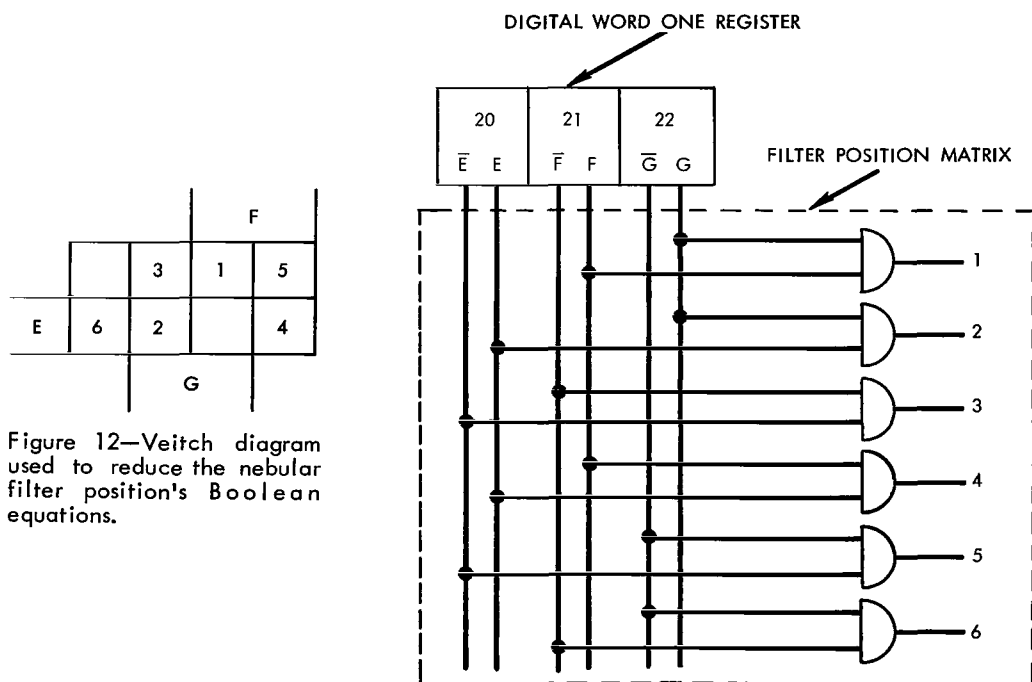 DIGITAL WORD ONE REGISTER
20 21 22
E̅ E F̅ F G̅ G
FILTER POSITION MATRIX
F
3 1 5
E 6 2 4
G
1
2
3
4
5
6
Figure 12—Veitch diagram
used to reduce the nebular
filter position's Boolean
equations.